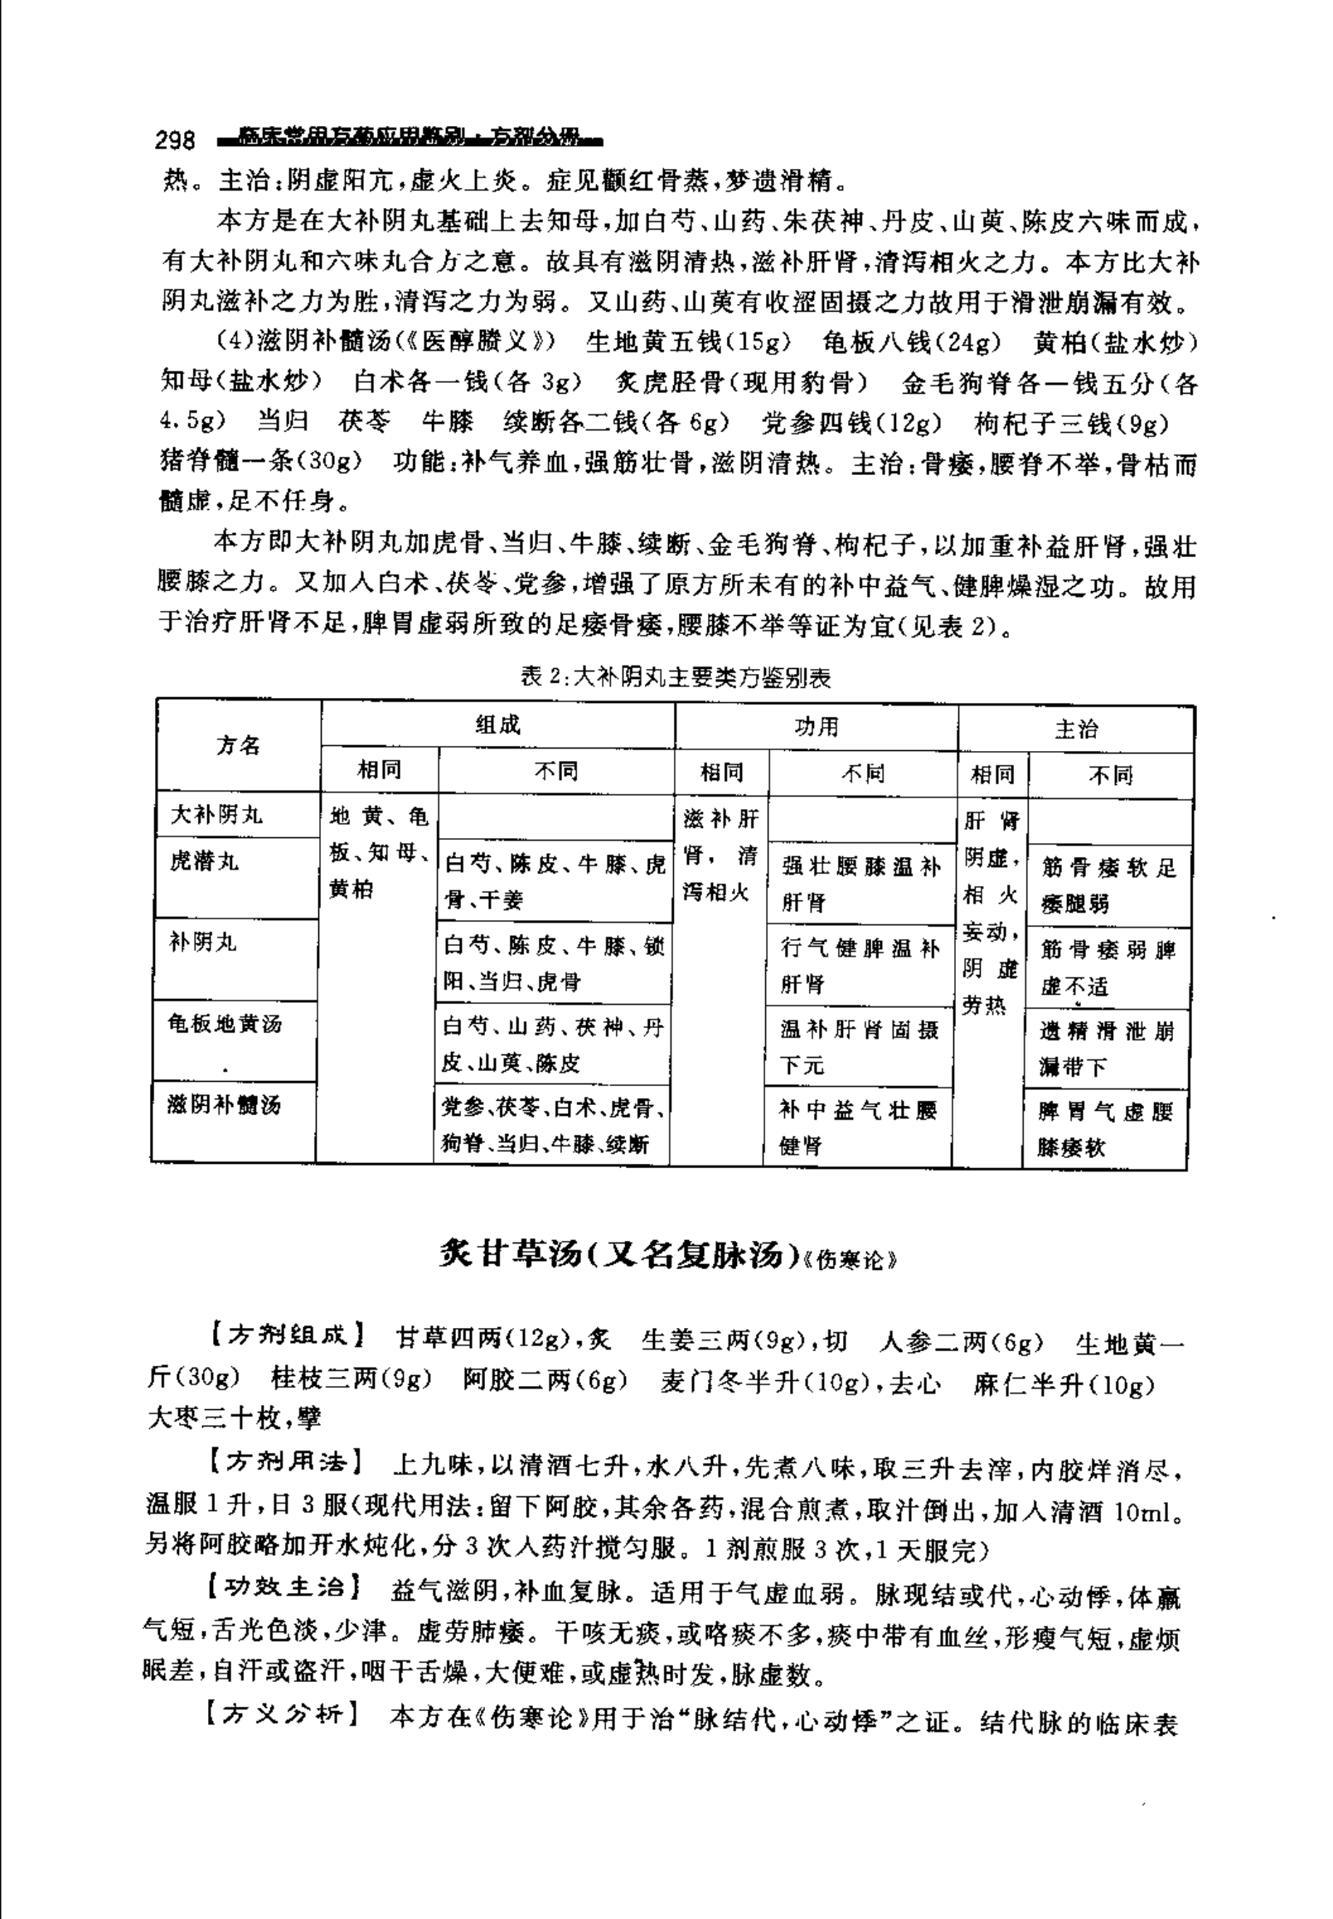 298 临床常用方药应用鉴别·方剂分册
热。主治:阴虚阳亢,虚火上炎。症见颧红骨蒸,梦遗滑精。
本方是在大补阴丸基础上去知母,加白芍、山药、朱茯神、丹皮、山萸、陈皮六味而成,
有大补阴丸和六味丸合方之意。故具有滋阴清热,滋补肝肾,清泻相火之力。本方比大补
阴丸滋补之力为胜,清泻之力为弱。又山药、山萸有收涩固摄之力故用于滑泄崩漏有效。
(4)滋阴补髓汤(《医醇賸义》) 生地黄五钱(15g) 龟板八钱(24g) 黄柏(盐水炒)
知母(盐水炒) 白术各一钱(各 3g) 炙虎胫骨(现用豹骨) 金毛狗脊各一钱五分(各
4.5g) 当归 茯苓 牛膝 续断各二钱(各 6g) 党参四钱(12g) 枸杞子三钱(9g)
猪脊髓一条(30g) 功能:补气养血,强筋壮骨,滋阴清热。主治:骨痿,腰脊不举,骨枯而
髓虚,足不任身。
本方即大补阴丸加虎骨、当归、牛膝、续断、金毛狗脊、枸杞子,以加重补益肝肾,强壮
腰膝之力。又加入白术、茯苓、党参,增强了原方所未有的补中益气、健脾燥湿之功。故用
于治疗肝肾不足,脾胃虚弱所致的足痿骨痿,腰膝不举等证为宜(见表 2)。
表 2:大补阴丸主要类方鉴别表
方名 组成 功用 主治
相同 不同 相同 不同 相同 不同
大补阴丸
地黄、龟
板、知母、
黄柏
滋补肝
肾,清
泻相火
肝肾
阴虚,
相火
妄动,
阴虚
劳热
虎潜丸
白芍、陈皮、牛膝、虎
骨、干姜
强壮腰膝温补
肝肾
筋骨痿软足
痿腿弱
补阴丸
白芍、陈皮、牛膝、锁
阳、当归、虎骨
行气健脾温补
肝肾
筋骨痿弱脾
虚不适
龟板地黄汤
白芍、山药、茯神、丹
皮、山萸、陈皮
温补肝肾固摄
下元
遗精滑泄崩
漏带下
滋阴补髓汤
党参、茯苓、白术、虎骨、
狗脊、当归、牛膝、续断
补中益气壮腰
健肾
脾胃气虚腰
膝痿软
炙甘草汤(又名复脉汤)《伤寒论》
【方剂组成】 甘草四两(12g),炙 生姜三两(9g),切 人参二两(6g) 生地黄一
斤(30g) 桂枝三两(9g) 阿胶二两(6g) 麦门冬半升(10g),去心 麻仁半升(10g)
大枣三十枚,擘
【方剂用法】 上九味,以清酒七升,水八升,先煮八味,取三升去滓,内胶烊消尽,
温服 1 升,日 3 服(现代用法:留下阿胶,其余各药,混合煎煮,取汁倒出,加入清酒 10ml。
另将阿胶略加开水炖化,分 3 次入药汁搅匀服。1 剂煎服 3 次,1 天服完)
【功效主治】 益气滋阴,补血复脉。适用于气虚血弱。脉现结或代,心动悸,体羸
气短,舌光色淡,少津。虚劳肺痿。干咳无痰,或咯痰不多,痰中带有血丝,形瘦气短,虚烦
眠差,自汗或盗汗,咽干舌燥,大便难,或虚热时发,脉虚数。
【方义分析】 本方在《伤寒论》用于治“脉结代,心动悸”之证。结代脉的临床表